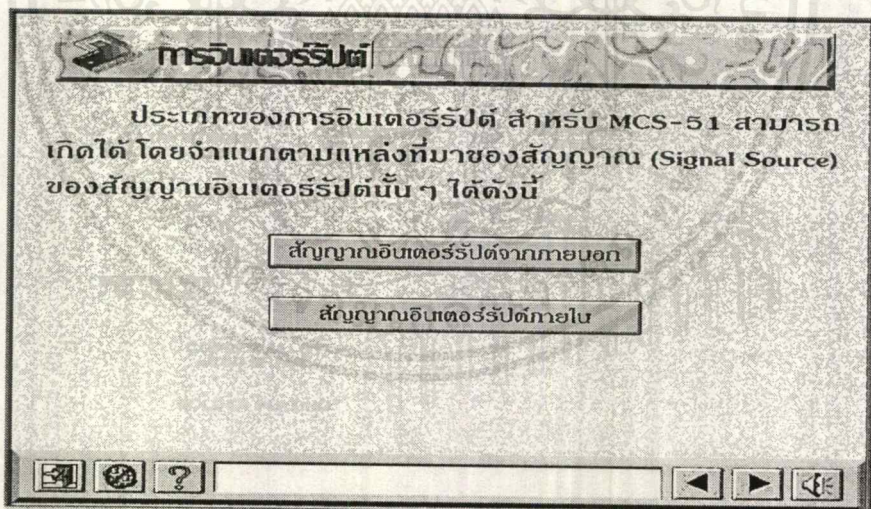 การอินเตอร์รัปต์
ประเภทของการอินเตอร์รัปต์ สำหรับ MCS-51 สามารถ
เกิดได้ โดยจำแนกตามแหล่งที่มาของสัญญาณ (Signal Source)
ของสัญญานอินเตอร์รัปต์นั้น ๆ ได้ดังนี้
สัญญาณอินเตอร์รัปต์จากภายนอก
สัญญาณอินเตอร์รัปต์ภายใน